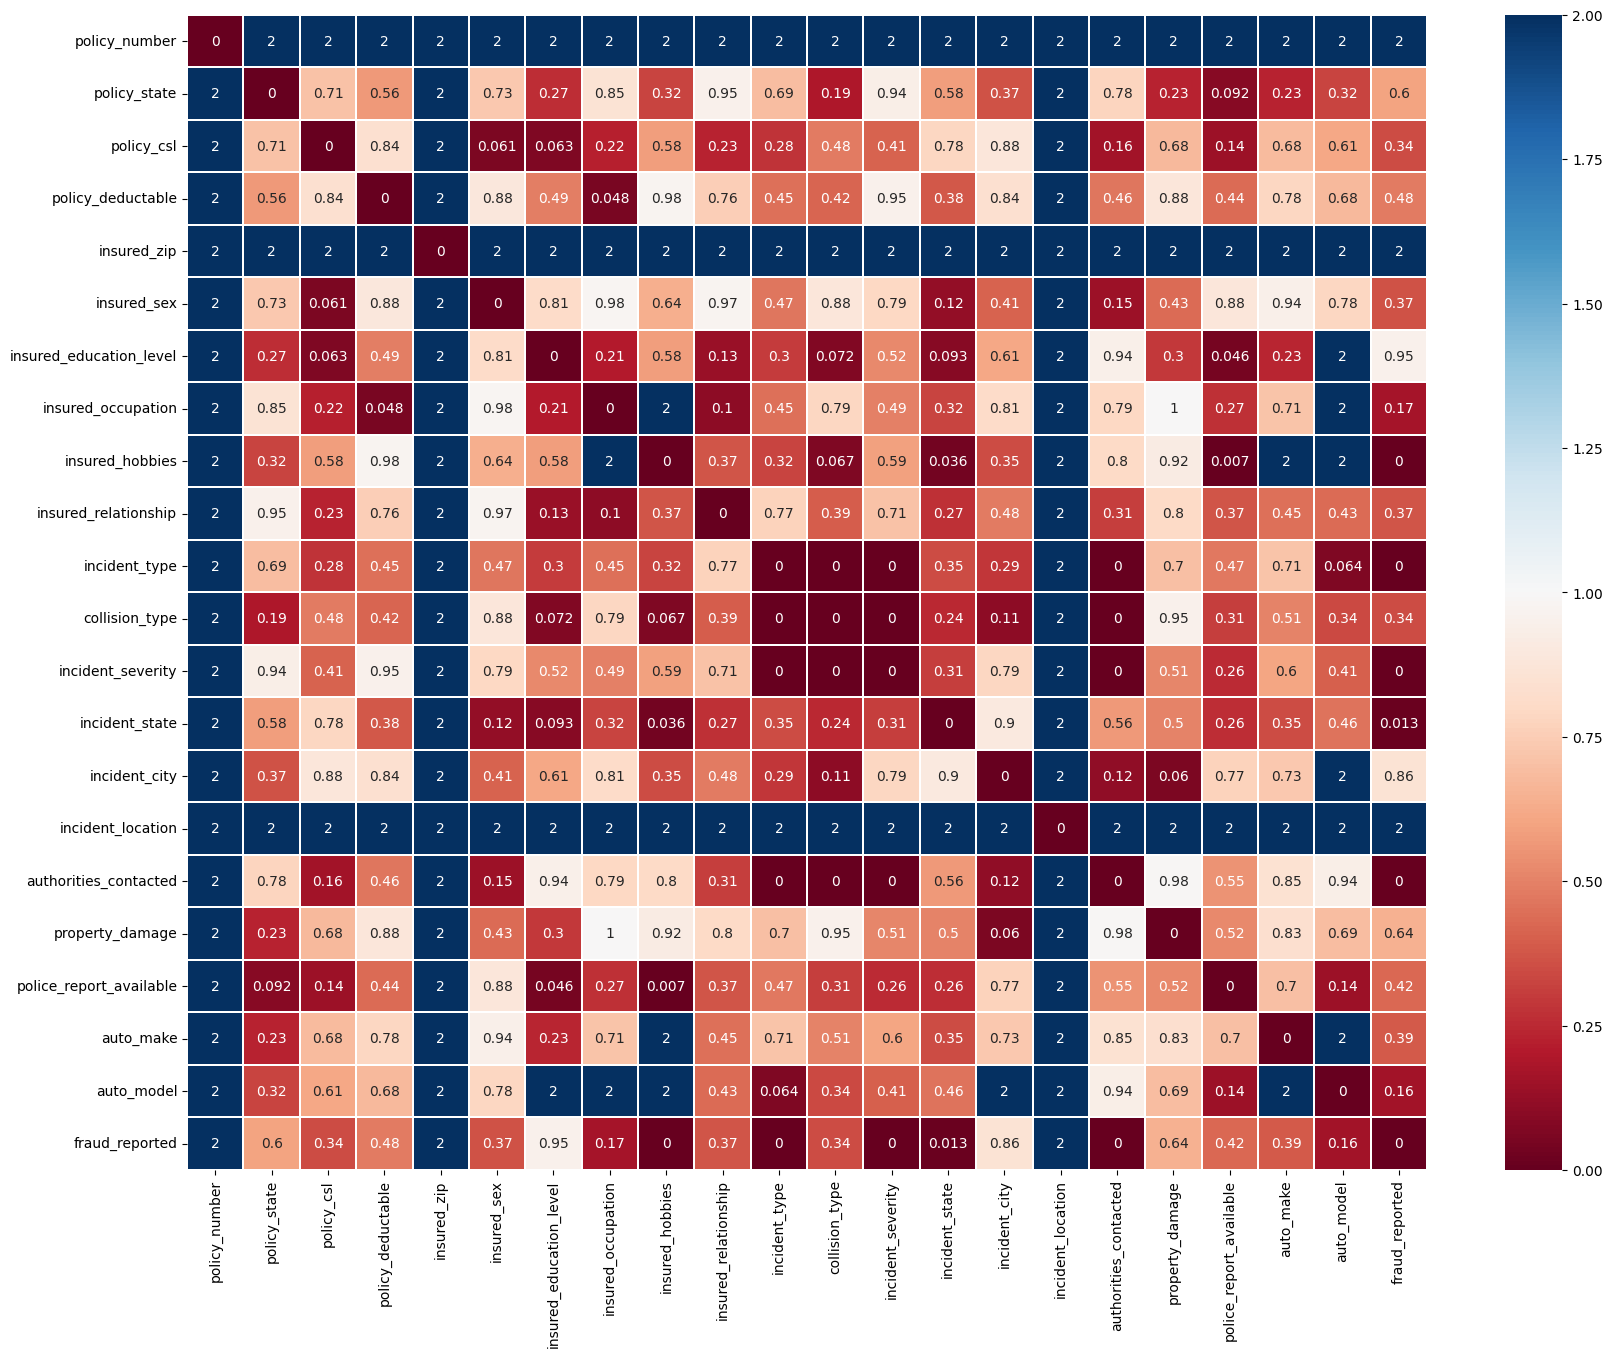 policy_number 0 2 2 2 2 2 2 2 2 2 2 2 2 2 2 2 2 2 2 2 2 2
policy_state 2 0 0.71 0.56 2 0.73 0.27 0.85 0.32 0.95 0.69 0.19 0.94 0.58 0.37 2 0.78 0.23 0.092 0.23 0.32 0.6
policy_csl 2 0.71 0 0.84 2 0.061 0.063 0.22 0.58 0.23 0.28 0.48 0.41 0.78 0.88 2 0.16 0.68 0.14 0.68 0.61 0.34
policy_deductable 2 0.56 0.84 0 2 0.88 0.49 0.048 0.98 0.76 0.45 0.42 0.95 0.38 0.84 2 0.46 0.88 0.44 0.78 0.68 0.48
insured_zip 2 2 2 2 0 2 2 2 2 2 2 2 2 2 2 2 2 2 2 2 2 2
insured_sex 2 0.73 0.061 0.88 2 0 0.81 0.98 0.64 0.97 0.47 0.88 0.79 0.12 0.41 2 0.15 0.43 0.88 0.94 0.78 0.37
insured_education_level 2 0.27 0.063 0.49 2 0.81 0 0.21 0.58 0.13 0.3 0.072 0.52 0.093 0.61 2 0.94 0.3 0.046 0.23 2 0.95
insured_occupation 2 0.85 0.22 0.048 2 0.98 0.21 0 2 0.1 0.45 0.79 0.49 0.32 0.81 2 0.79 1 0.27 0.71 2 0.17
insured_hobbies 2 0.32 0.58 0.98 2 0.64 0.58 2 0 0.37 0.32 0.067 0.59 0.036 0.35 2 0.8 0.92 0.007 2 2 0
insured_relationship 2 0.95 0.23 0.76 2 0.97 0.13 0.1 0.37 0 0.77 0.39 0.71 0.27 0.48 2 0.31 0.8 0.37 0.45 0.43 0.37
incident_type 2 0.69 0.28 0.45 2 0.47 0.3 0.45 0.32 0.77 0 0 0 0.35 0.29 2 0 0.7 0.47 0.71 0.064 0
collision_type 2 0.19 0.48 0.42 2 0.88 0.072 0.79 0.067 0.39 0 0 0 0.24 0.11 2 0 0.95 0.31 0.51 0.34 0.34
incident_severity 2 0.94 0.41 0.95 2 0.79 0.52 0.49 0.59 0.71 0 0 0 0.31 0.79 2 0 0.51 0.26 0.6 0.41 0
incident_state 2 0.58 0.78 0.38 2 0.12 0.093 0.32 0.036 0.27 0.35 0.24 0.31 0 0.9 2 0.56 0.5 0.26 0.35 0.46 0.013
incident_city 2 0.37 0.88 0.84 2 0.41 0.61 0.81 0.35 0.48 0.29 0.11 0.79 0.9 0 2 0.12 0.06 0.77 0.73 2 0.86
incident_location 2 2 2 2 2 2 2 2 2 2 2 2 2 2 2 0 2 2 2 2 2 2
authorities_contacted 2 0.78 0.16 0.46 2 0.15 0.94 0.79 0.8 0.31 0 0 0 0.56 0.12 2 0 0.98 0.55 0.85 0.94 0
property_damage 2 0.23 0.68 0.88 2 0.43 0.3 1 0.92 0.8 0.7 0.95 0.51 0.5 0.06 2 0.98 0 0.52 0.83 0.69 0.64
police_report_available 2 0.092 0.14 0.44 2 0.88 0.046 0.27 0.007 0.37 0.47 0.31 0.26 0.26 0.77 2 0.55 0.52 0 0.7 0.14 0.42
auto_make 2 0.23 0.68 0.78 2 0.94 0.23 0.71 2 0.45 0.71 0.51 0.6 0.35 0.73 2 0.85 0.83 0.7 0 2 0.39
auto_model 2 0.32 0.61 0.68 2 0.78 2 2 2 0.43 0.064 0.34 0.41 0.46 2 2 0.94 0.69 0.14 2 0 0.16
fraud_reported 2 0.6 0.34 0.48 2 0.37 0.95 0.17 0 0.37 0 0.34 0 0.013 0.86 2 0 0.64 0.42 0.39 0.16 0
policy_number
policy_state
policy_csl
policy_deductable
insured_zip
insured_sex
insured_education_level
insured_occupation
insured_hobbies
insured_relationship
incident_type
collision_type
incident_severity
incident_state
incident_city
incident_location
authorities_contacted
property_damage
police_report_available
auto_make
auto_model
fraud_reported
2.00
1.75
1.50
1.25
1.00
0.75
0.50
0.25
0.00